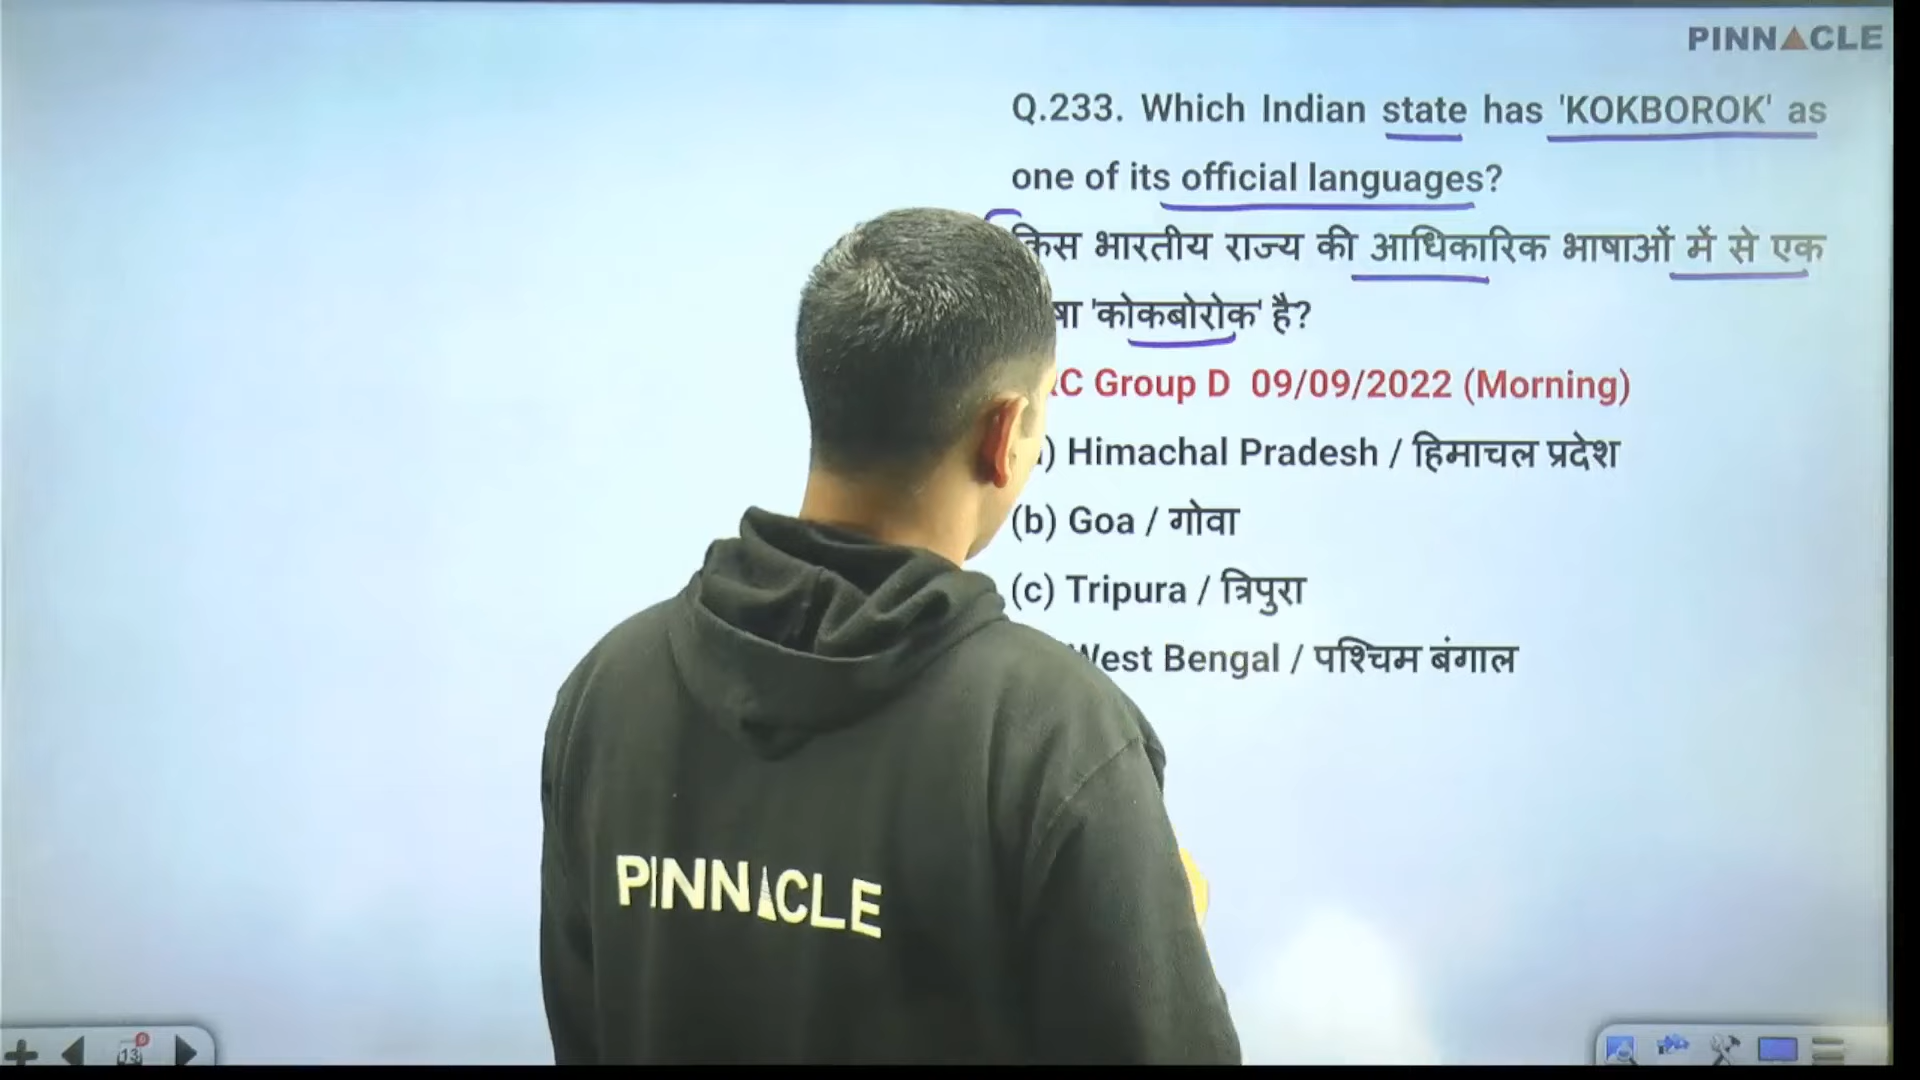 PINNACLE
Q.233. Which Indian state has 'KOKBOROK' as
one of its official languages?
किस भारतीय राज्य की आधिकारिक भाषाओं में से एक
'कोकबोरोक' है?
Group D 09/09/2022 (Morning)
Himachal Pradesh / हिमाचल प्रदेश
(b) Goa / गोवा
(c) Tripura / त्रिपुरा
West Bengal / पश्चिम बंगाल
PINNACLE
13